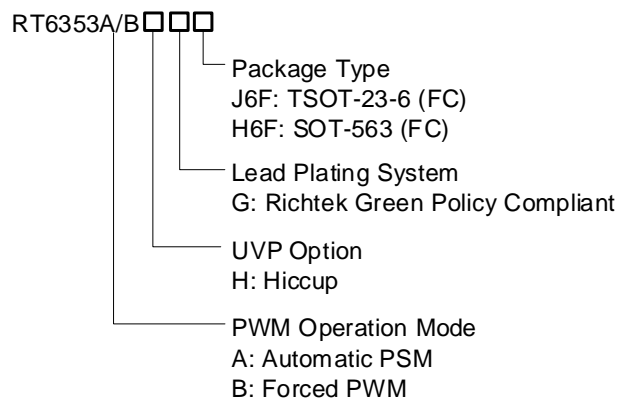 RT6353A/B□□□
Package Type
J6F: TSOT-23-6 (FC)
H6F: SOT-563 (FC)
Lead Plating System
G: Richtek Green Policy Compliant
UVP Option
H: Hiccup
PWM Operation Mode
A: Automatic PSM
B: Forced PWM